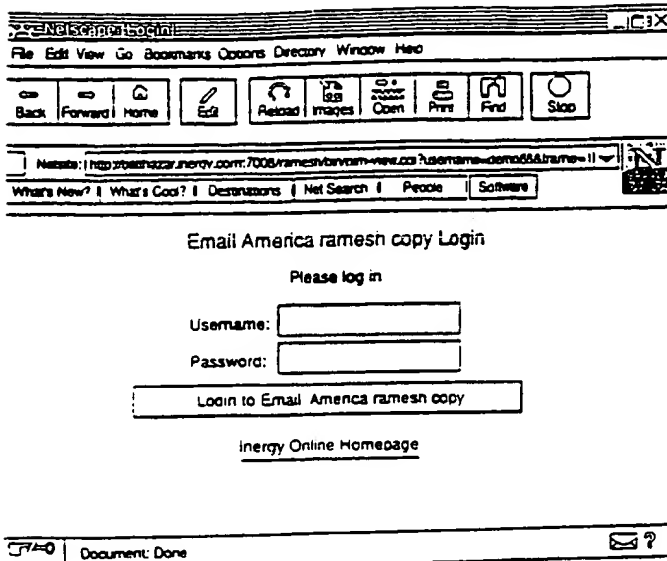 Netscape: [Login]
File Edit View Go Bookmarks Options Directory Window Help
Back Forward Home Edit Reload Images Open Print Find Stop
Netsite:
What's New? What's Cool? Destinations Net Search People Software
Email America ramesh copy Login
Please log in
Username:
Password:
Login to Email America ramesh copy
Inergy Online Homepage
Document: Done
N
?